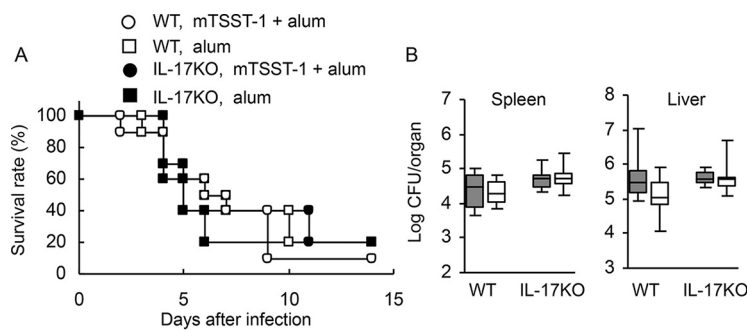 WT, mTSST-1 + alum
WT, alum
IL-17KO, mTSST-1 + alum
IL-17KO, alum
A
Survival rate (%)
100
80
60
40
20
0
0 5 10 15
Days after infection
B
Log CFU/organ
Spleen
7
6
5
4
2
WT IL-17KO
Liver
8
7
6
5
4
3
WT IL-17KO